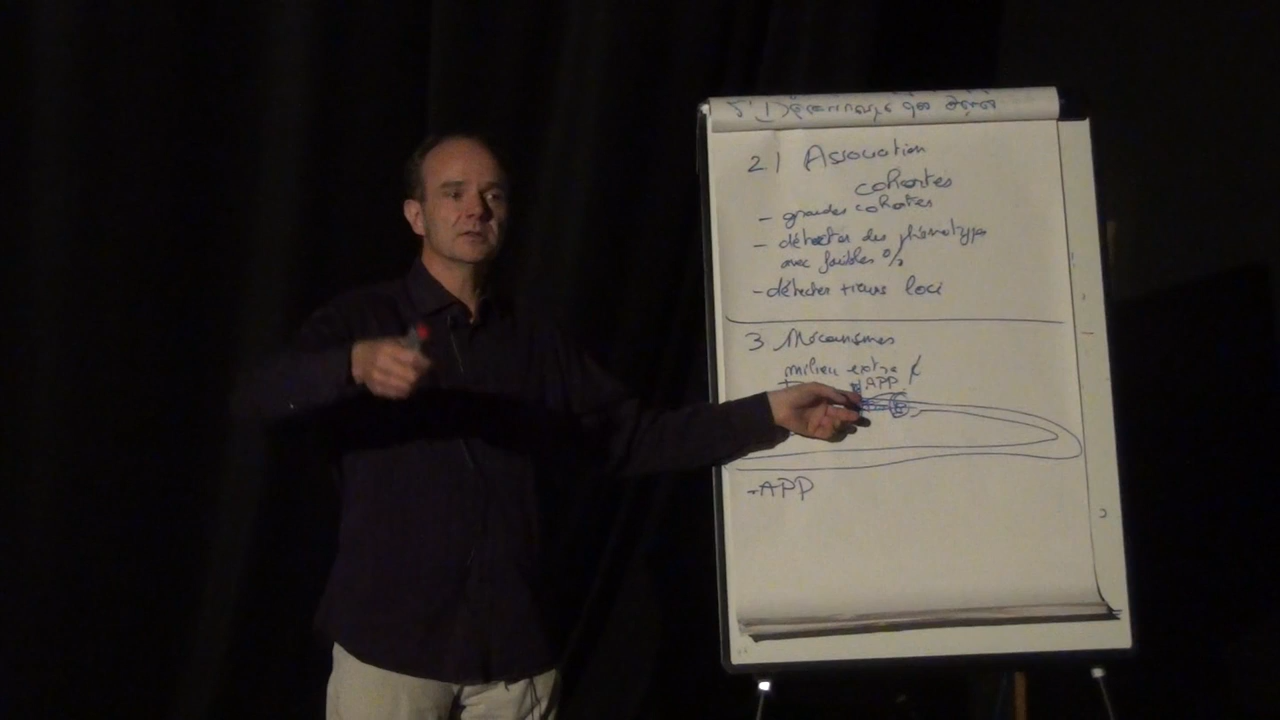 2.1 Association
cohortes
- grandes cohortes
- détecter des phénotypes
avec faibles %
- détecter travers loci
3 Mécanismes
milieu extra
APP
→APP